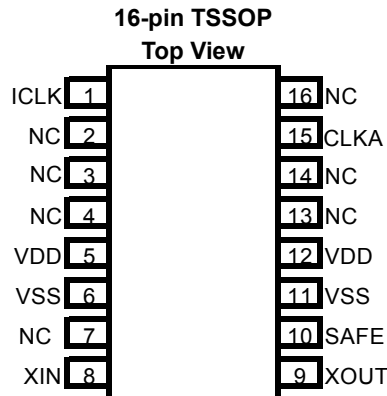 16-pin TSSOP
Top View
ICLK 1 16 NC
NC 2 15 CLKA
NC 3 14 NC
NC 4 13 NC
VDD 5 12 VDD
VSS 6 11 VSS
NC 7 10 SAFE
XIN 8 9 XOUT